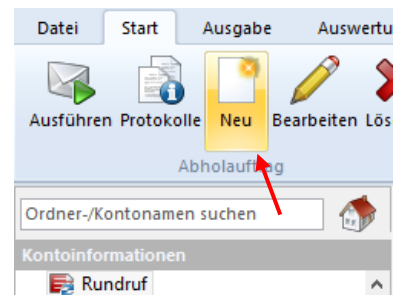 Datei Start Ausgabe Auswertu
Ausführen Protokolle Neu Bearbeiten Lös
Abholauftrag
Ordner-/Kontonamen suchen
Kontoinformationen
Rundruf